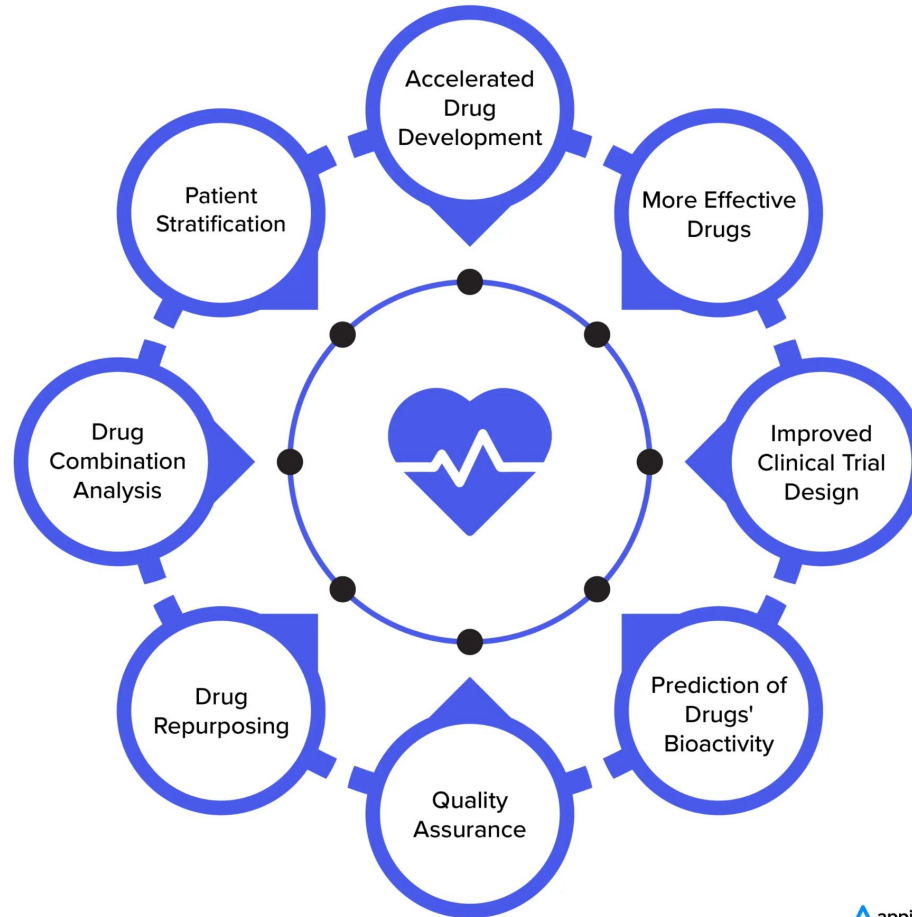 Accelerated
Drug
Development
More Effective
Drugs
Improved
Clinical Trial
Design
Prediction of
Drugs'
Bioactivity
Quality
Assurance
Drug
Repurposing
Drug
Combination
Analysis
Patient
Stratification